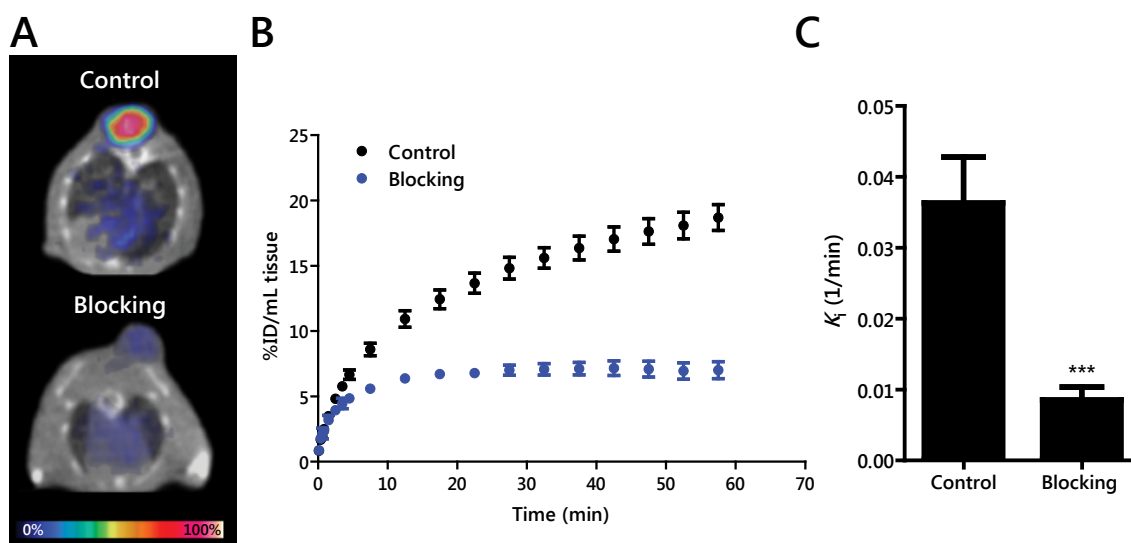 A
Control
Blocking
0% 100%
B
25
20
15
10
5
0
%ID/mL tissue
Control
Blocking
0 10 20 30 40 50 60 70
Time (min)
C
0.05
0.04
0.03
0.02
0.01
0.00
Ki (1/min)
***
Control Blocking